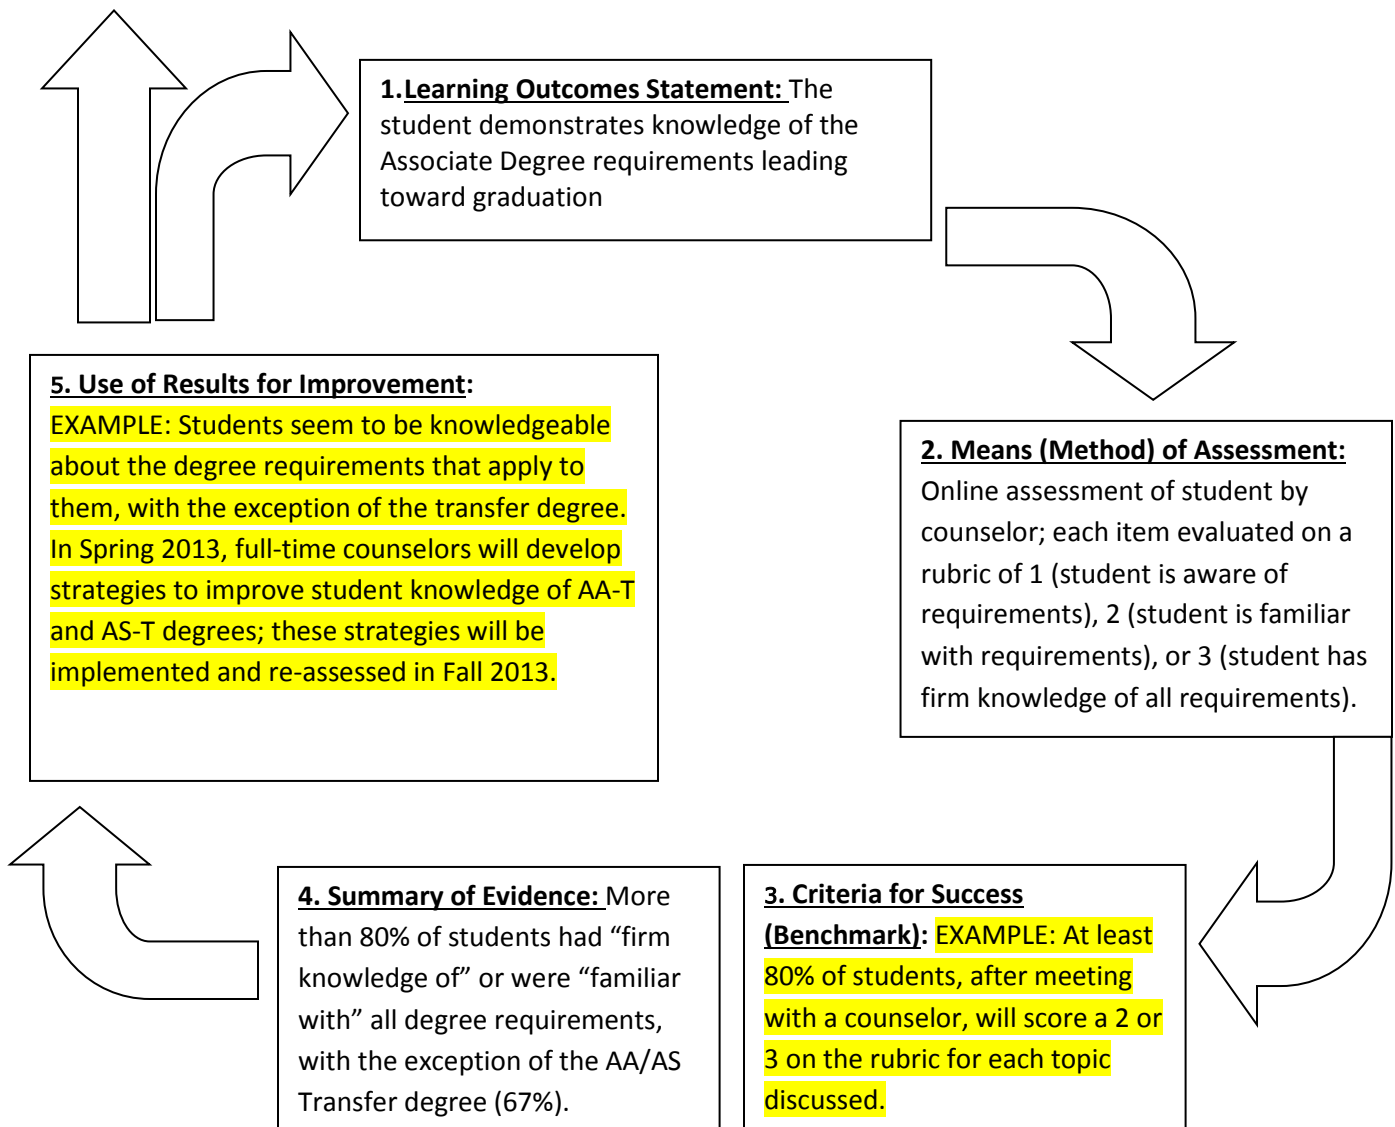 1.Learning Outcomes Statement: The
student demonstrates knowledge of the
Associate Degree requirements leading
toward graduation
2. Means (Method) of Assessment:
Online assessment of student by
counselor; each item evaluated on a
rubric of 1 (student is aware of
requirements), 2 (student is familiar
with requirements), or 3 (student has
firm knowledge of all requirements).
3. Criteria for Success
(Benchmark): EXAMPLE: At least
80% of students, after meeting
with a counselor, will score a 2 or
3 on the rubric for each topic
discussed.
4. Summary of Evidence: More
than 80% of students had “firm
knowledge of” or were “familiar
with” all degree requirements,
with the exception of the AA/AS
Transfer degree (67%).
5. Use of Results for Improvement:
EXAMPLE: Students seem to be knowledgeable
about the degree requirements that apply to
them, with the exception of the transfer degree.
In Spring 2013, full-time counselors will develop
strategies to improve student knowledge of AA-T
and AS-T degrees; these strategies will be
implemented and re-assessed in Fall 2013.